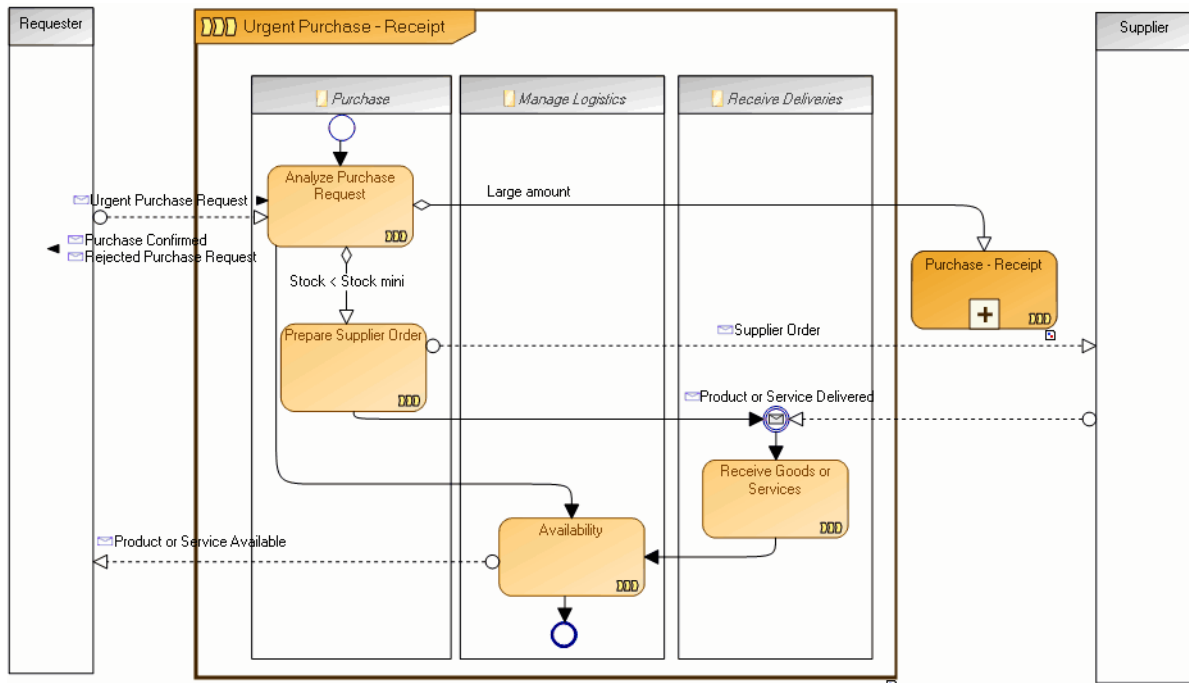 Requester
Urgent Purchase - Receipt
Supplier
Purchase
Manage Logistics
Receive Deliveries
Analyze Purchase
Request
Urgent Purchase Request
Large amount
Purchase Confirmed
Rejected Purchase Request
Purchase - Receipt
Stock < Stock mini
Prepare Supplier Order
Supplier Order
Product or Service Delivered
Receive Goods or
Services
Availability
Product or Service Available